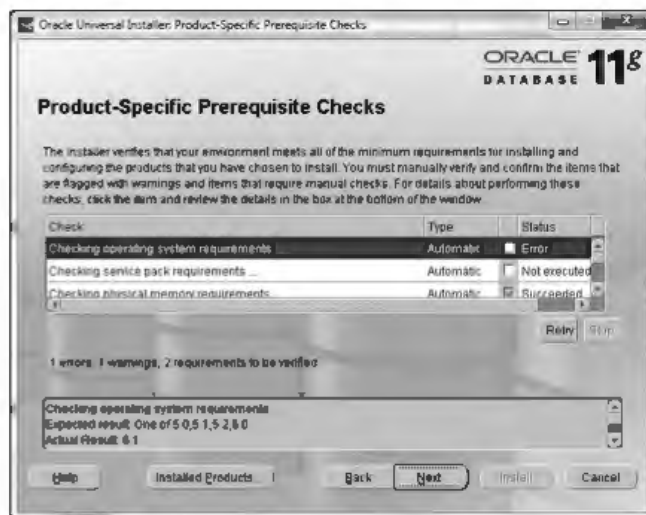 Oracle Universal Installer: Product-Specific Prerequisite Checks
ORACLE 11g
DATABASE
Product-Specific Prerequisite Checks
The installer verifies that your environment meets all of the minimum requirements for installing and
configuring the products that you have chosen to install. You must manually verify and confirm the items that
are flagged with warnings and items that require manual checks. For details about performing these
checks, click the item and review the details in the box at the bottom of the window.
Check Type Status
Checking operating system requirements ... Automatic Error
Checking service pack requirements ... Automatic Not executed
Checking physical memory requirements ... Automatic Succeeded
Retry Stop
1 errors, 1 warnings, 2 requirements to be verified.
Checking operating system requirements
Expected result: One of 5.0,5.1,5.2,6.0
Actual Result: 6.1
Help Installed Products... Back Next Install Cancel